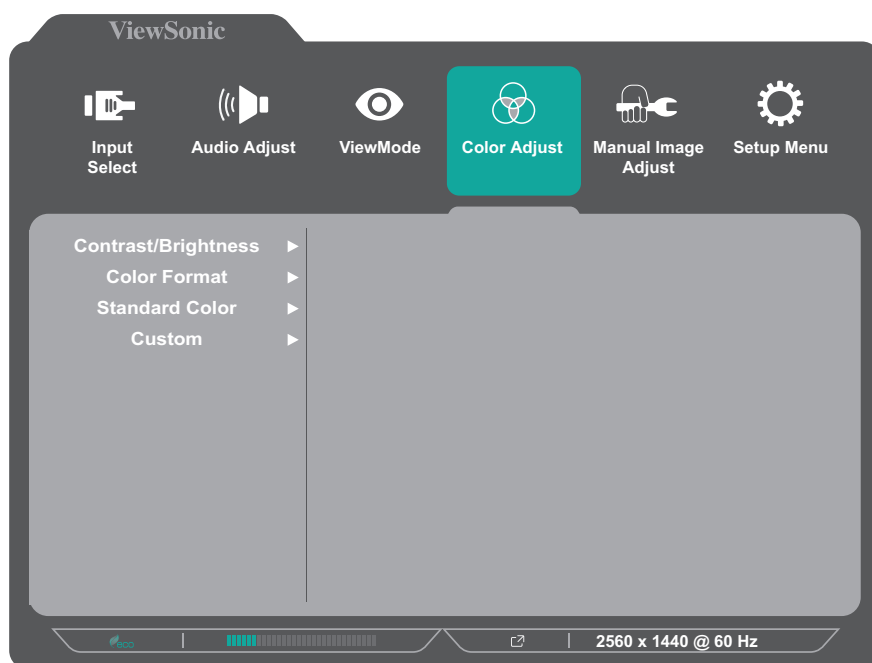 ViewSonic
Input
Select
Audio Adjust
ViewMode
Color Adjust
Manual Image
Adjust
Setup Menu
Contrast/Brightness
Color Format
Standard Color
Custom
eco
2560 x 1440 @ 60 Hz